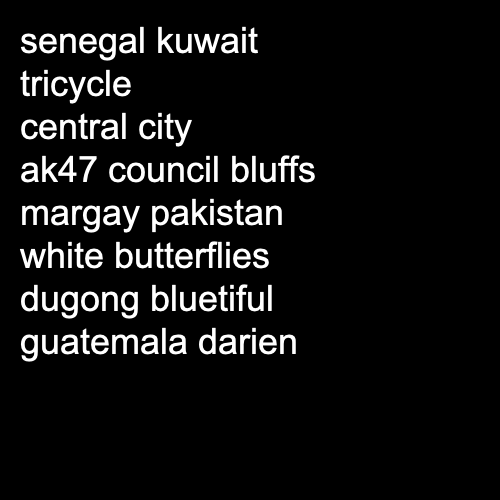 senegal kuwait
tricycle
central city
ak47 council bluffs
margay pakistan
white butterflies
dugong bluetiful
guatemala darien